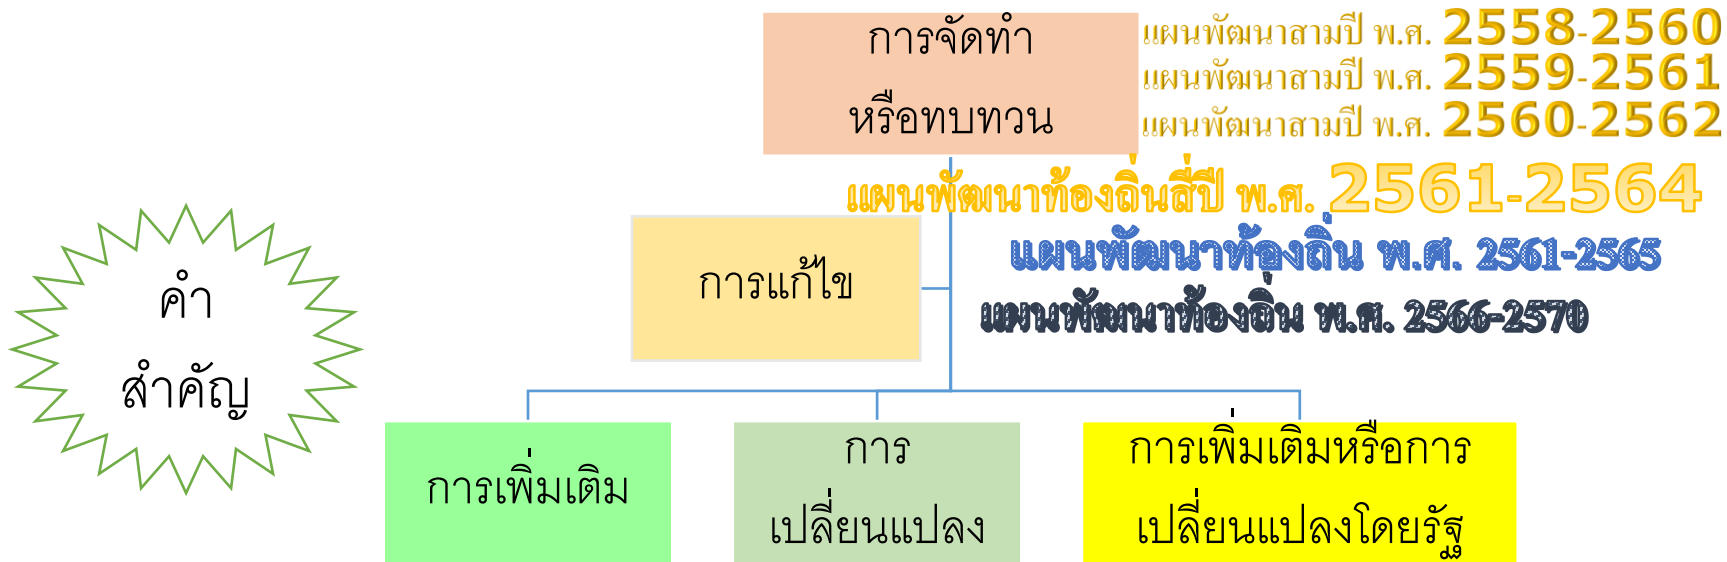 การจัดทำ
หรือทบทวน
แผนพัฒนาสามปี พ.ศ. 2558-2560
แผนพัฒนาสามปี พ.ศ. 2559-2561
แผนพัฒนาสามปี พ.ศ. 2560-2562
แผนพัฒนาท้องถิ่นสี่ปี พ.ศ. 2561-2564
แผนพัฒนาท้องถิ่น พ.ศ. 2561-2565
แผนพัฒนาท้องถิ่น พ.ศ. 2566-2570
การแก้ไข
คำ
สำคัญ
การเพิ่มเติม
การ
เปลี่ยนแปลง
การเพิ่มเติมหรือการ
เปลี่ยนแปลงโดยรัฐ